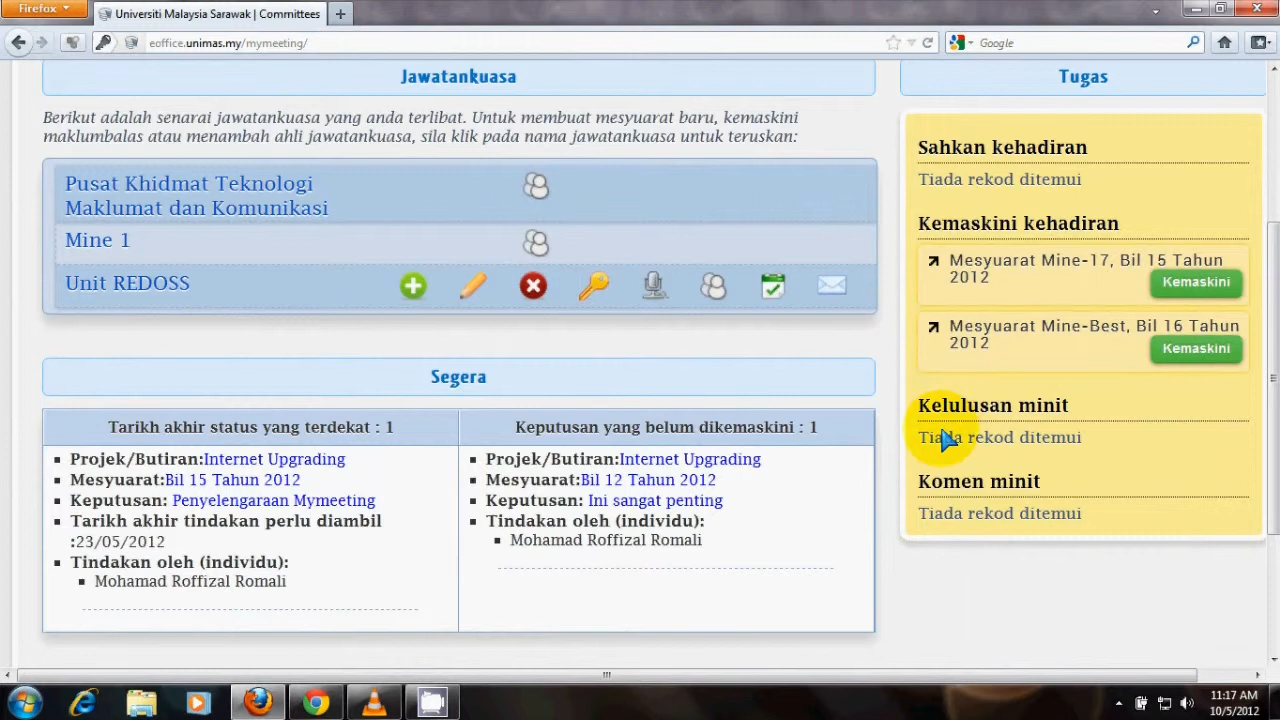 Firefox
Universiti Malaysia Sarawak | Committees
eoffice.unimas.my/mymeeting/
Google
Jawatankuasa
Berikut adalah senarai jawatankuasa yang anda terlibat. Untuk membuat mesyuarat baru, kemaskini
maklumbalas atau menambah ahli jawatankuasa, sila klik pada nama jawatankuasa untuk teruskan:
Pusat Khidmat Teknologi
Maklumat dan Komunikasi
Mine 1
Unit REDOSS
Segera
Tarikh akhir status yang terdekat : 1
Projek/Butiran:Internet Upgrading
Mesyuarat:Bil 15 Tahun 2012
Keputusan: Penyelengaraan Mymeeting
Tarikh akhir tindakan perlu diambil
:23/05/2012
Tindakan oleh (individu):
Mohamad Roffizal Romali
Keputusan yang belum dikemaskini : 1
Projek/Butiran:Internet Upgrading
Mesyuarat:Bil 12 Tahun 2012
Keputusan: Ini sangat penting
Tindakan oleh (individu):
Mohamad Roffizal Romali
Tugas
Sahkan kehadiran
Tiada rekod ditemui
Kemaskini kehadiran
Mesyuarat Mine-17, Bil 15 Tahun
2012
Kemaskini
Mesyuarat Mine-Best, Bil 16 Tahun
2012
Kemaskini
Kelulusan minit
Tiada rekod ditemui
Komen minit
Tiada rekod ditemui
11:17 AM
10/5/2012